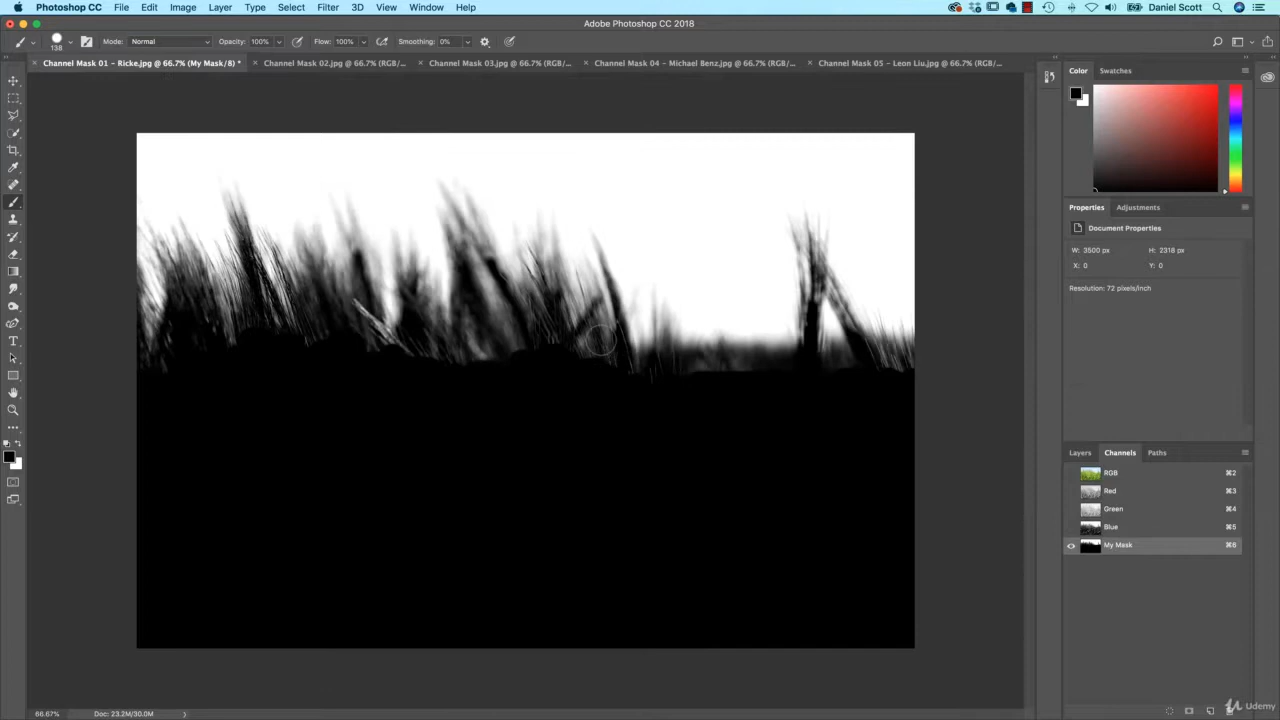 Photoshop CC File Edit Image Layer Type Select Filter 3D View Window Help Daniel Scott
Adobe Photoshop CC 2018
138 Mode: Normal Opacity: 100% Flow: 100% Smoothing: 0%
Channel Mask 01 – Ricke.jpg @ 66.7% (My Mask/8) * Channel Mask 02.jpg @ 66.7% (RGB/... Channel Mask 03.jpg @ 66.7% (RGB/... Channel Mask 04 – Michael Benz.jpg @ 66.7% (RGB/... Channel Mask 05 – Leon Liu.jpg @ 66.7% (RGB/...
Color Swatches
Properties Adjustments
Document Properties
W: 3500 px H: 2318 px
X: 0 Y: 0
Resolution: 72 pixels/inch
Layers Channels Paths
RGB ⌘2
Red ⌘3
Green ⌘4
Blue ⌘5
My Mask ⌘6
66.67% Doc: 23.2M/30.0M
Udemy